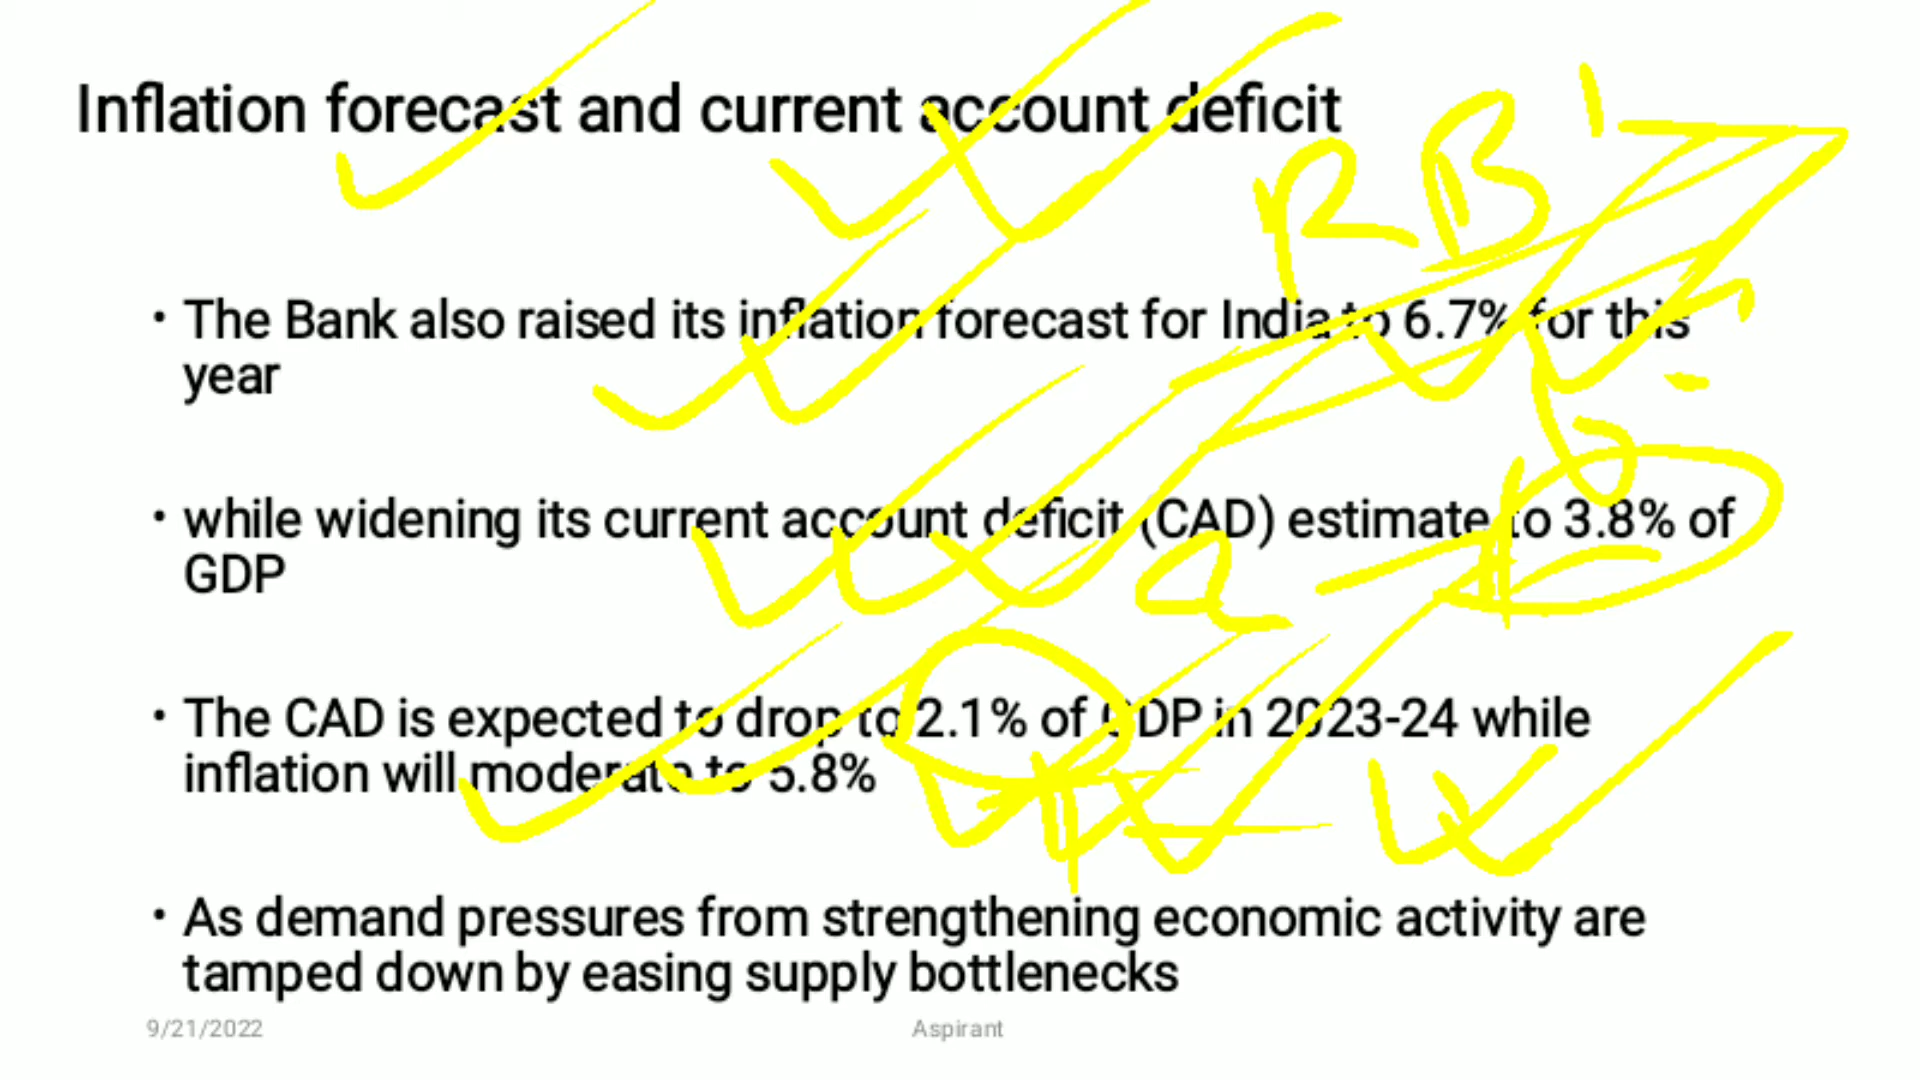 Inflation forecast and current account deficit
RBI
• The Bank also raised its inflation forecast for India to 6.7% for this
year
• while widening its current account deficit (CAD) estimate to 3.8% of
GDP
• The CAD is expected to drop to 2.1% of GDP in 2023-24 while
inflation will moderate to 5.8%
• As demand pressures from strengthening economic activity are
tamped down by easing supply bottlenecks
9/21/2022
Aspirant